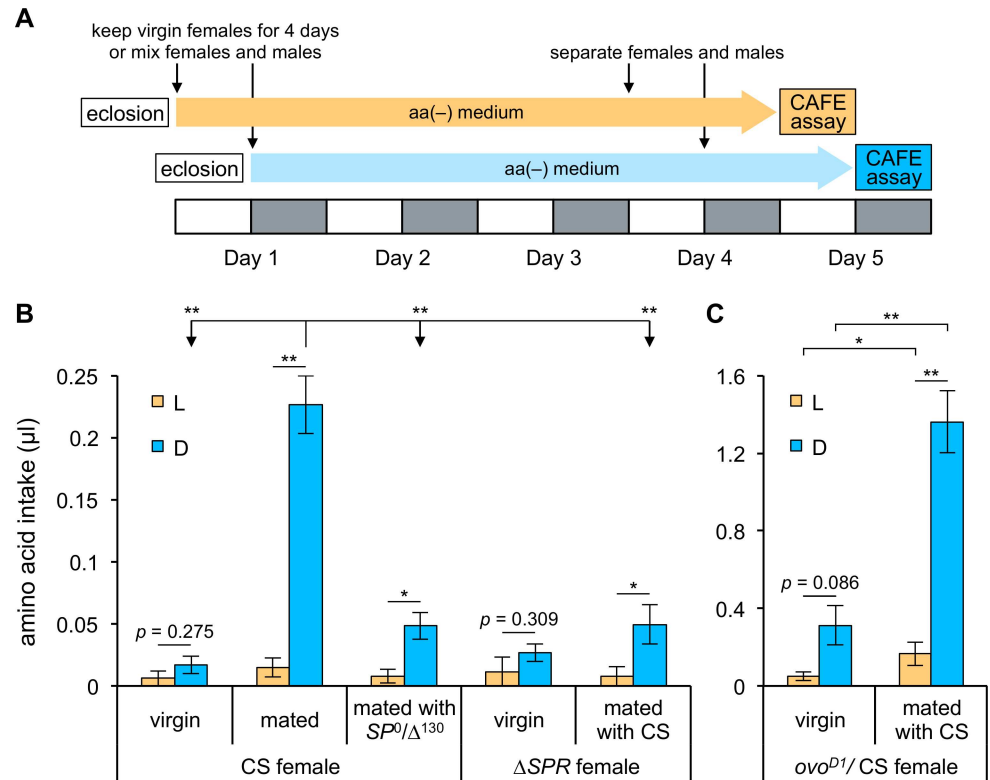 A
keep virgin females for 4 days
or mix females and males
separate females and males
eclosion
aa(–) medium
CAFE
assay
eclosion
aa(–) medium
CAFE
assay
Day 1
Day 2
Day 3
Day 4
Day 5
B
**
**
**
amino acid intake (μl)
0.25
0.2
0.15
0.1
0.05
0
L
D
p = 0.275
**
*
p = 0.309
*
virgin
mated
mated with
SP⁰/Δ¹³⁰
virgin
mated
with CS
CS female
ΔSPR female
C
**
*
**
1.6
1.2
0.8
0.4
0
L
D
p = 0.086
virgin
mated
with CS
ovoᴰ¹/ CS female